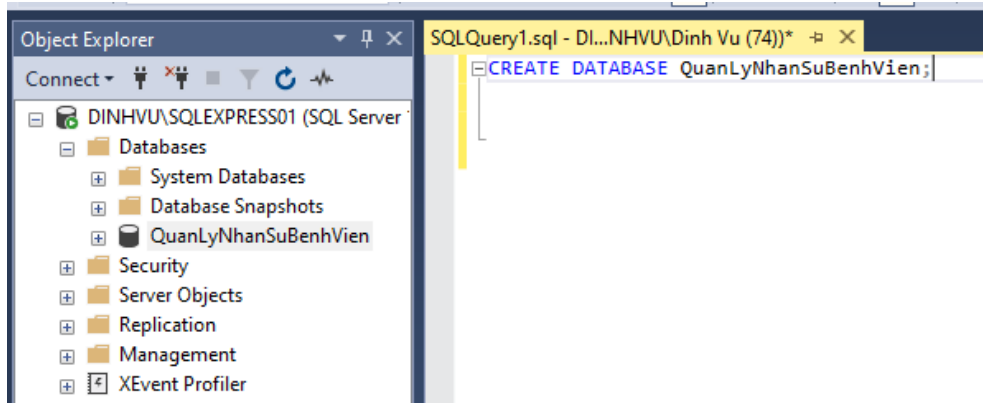 Object Explorer
Connect
DINHVU\SQLEXPRESS01 (SQL Server
Databases
System Databases
Database Snapshots
QuanLyNhanSuBenhVien
Security
Server Objects
Replication
Management
XEvent Profiler
SQLQuery1.sql - DI...NHVU\Dinh Vu (74))*
CREATE DATABASE QuanLyNhanSuBenhVien;